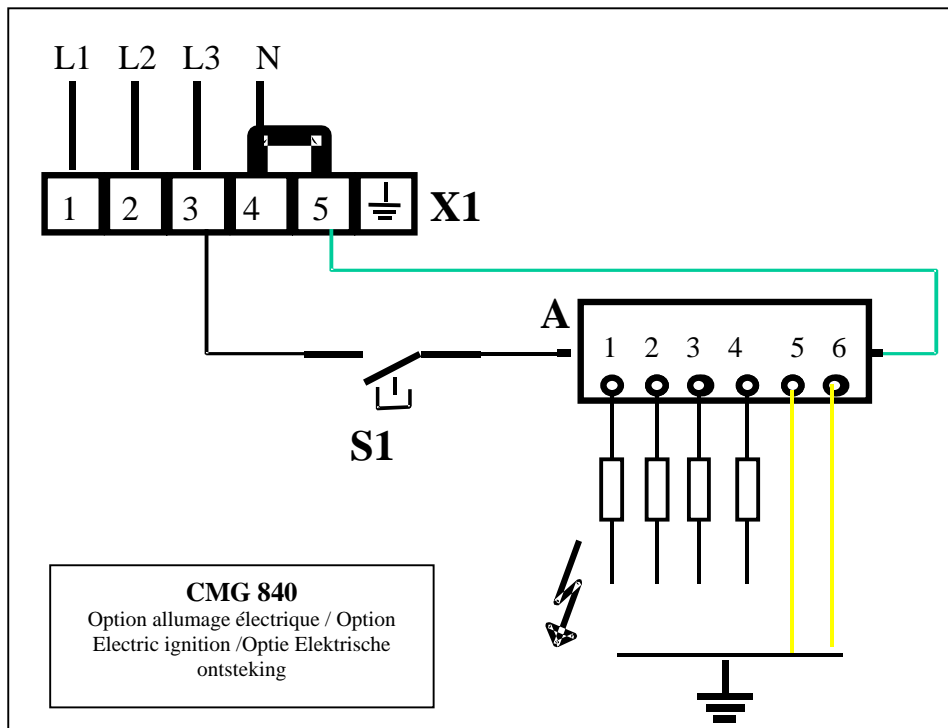 L1 L2 L3 N
1 2 3 4 5 X1
A
1 2 3 4 5 6
S1
CMG 840
Option allumage électrique / Option
Electric ignition /Optie Elektrische
ontsteking